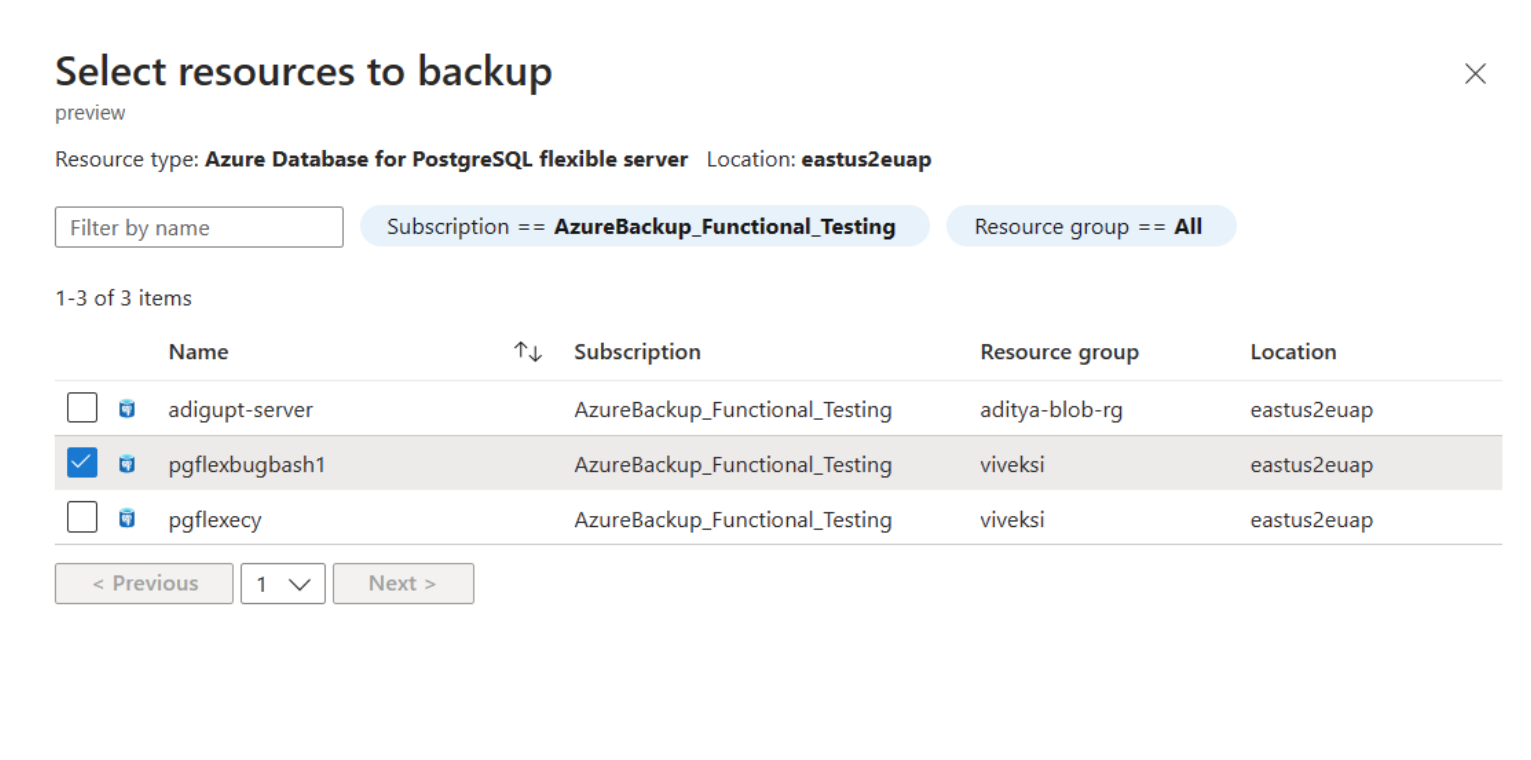 Select resources to backup
preview
Resource type: Azure Database for PostgreSQL flexible server Location: eastus2euap
Filter by name Subscription == AzureBackup_Functional_Testing Resource group == All
1-3 of 3 items
Name ↑↓ Subscription Resource group Location
adigupt-server AzureBackup_Functional_Testing aditya-blob-rg eastus2euap
pgflexbugbash1 AzureBackup_Functional_Testing viveksi eastus2euap
pgflexecy AzureBackup_Functional_Testing viveksi eastus2euap
< Previous 1 Next >